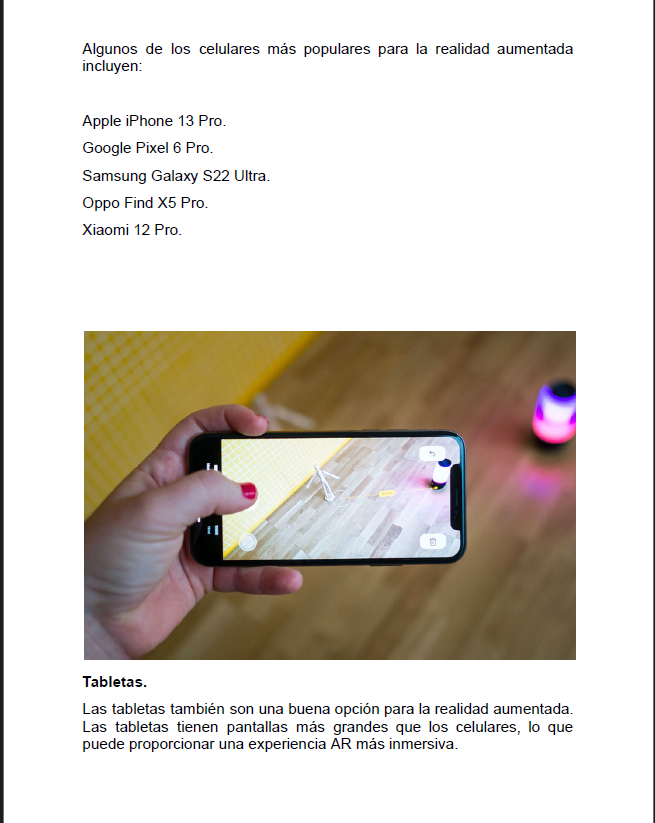 Algunos de los celulares más populares para la realidad aumentada
incluyen:
Apple iPhone 13 Pro.
Google Pixel 6 Pro.
Samsung Galaxy S22 Ultra.
Oppo Find X5 Pro.
Xiaomi 12 Pro.
Tabletas.
Las tabletas también son una buena opción para la realidad aumentada.
Las tabletas tienen pantallas más grandes que los celulares, lo que
puede proporcionar una experiencia AR más inmersiva.